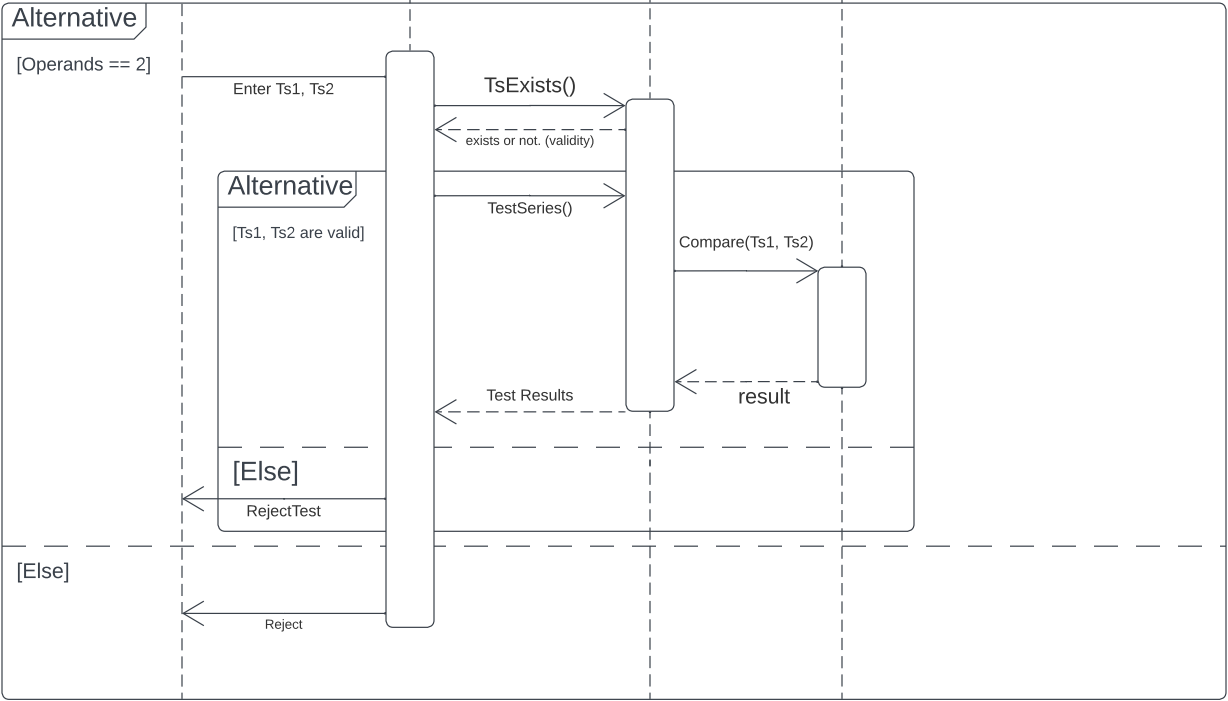 Alternative
[Operands == 2]
Enter Ts1, Ts2
TsExists()
exists or not. (validity)
Alternative
TestSeries()
[Ts1, Ts2 are valid]
Compare(Ts1, Ts2)
Test Results
result
[Else]
RejectTest
[Else]
Reject